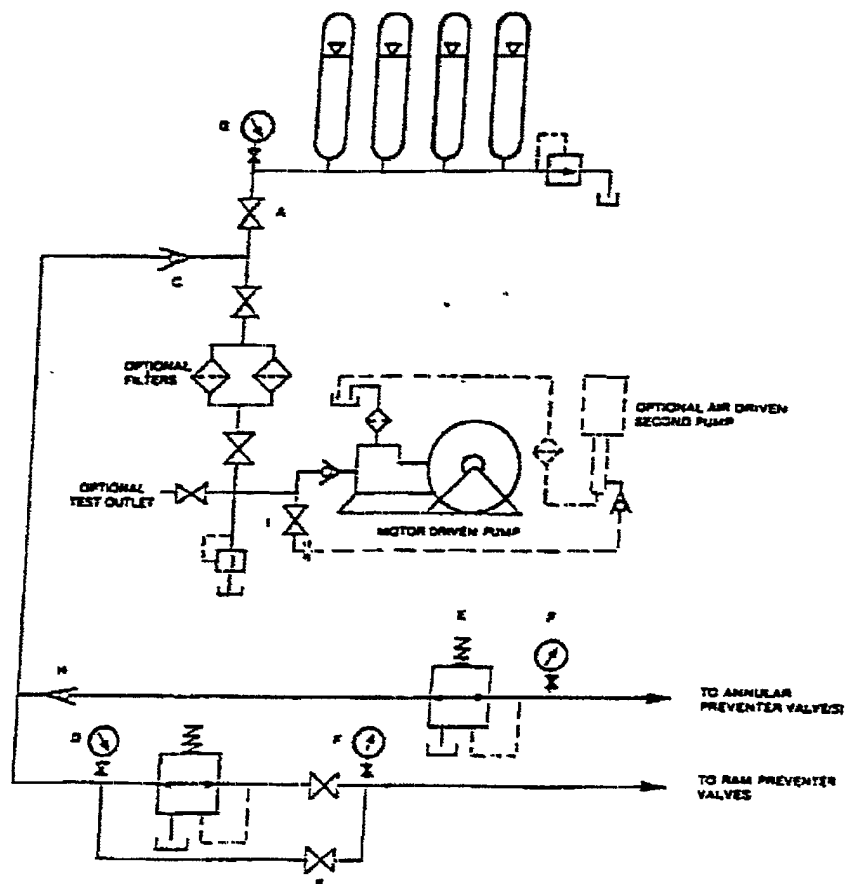 A
C
OPTIONAL
FILTERS
OPTIONAL AIR DRIVEN
SECOND PUMP
OPTIONAL
TEST OUTLET
I
MOTOR DRIVEN PUMP
E
F
H
TO ANNULAR
PREVENTER VALVE(S)
D
F
TO RAM PREVENTER
VALVES